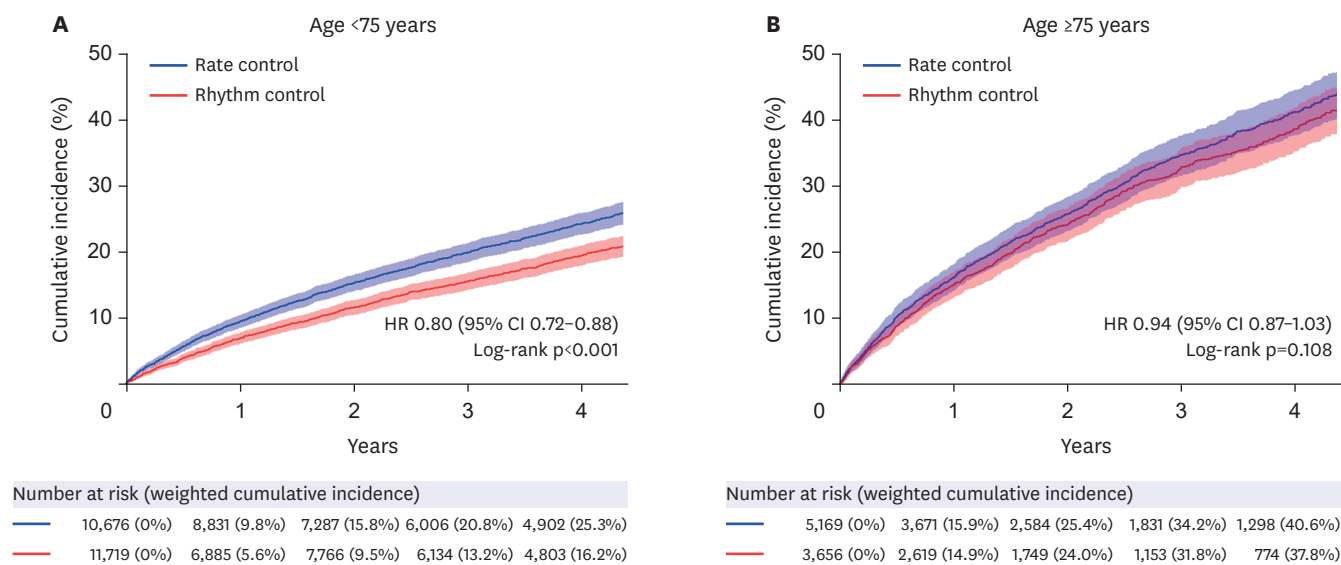 A
Age <75 years
50
40
30
20
10
Cumulative incidence (%)
Rate control
Rhythm control
HR 0.80 (95% CI 0.72–0.88)
Log-rank p<0.001
0 1 2 3 4
Years
Number at risk (weighted cumulative incidence)
10,676 (0%) 8,831 (9.8%) 7,287 (15.8%) 6,006 (20.8%) 4,902 (25.3%)
11,719 (0%) 6,885 (5.6%) 7,766 (9.5%) 6,134 (13.2%) 4,803 (16.2%)
B
Age ≥75 years
50
40
30
20
10
Cumulative incidence (%)
Rate control
Rhythm control
HR 0.94 (95% CI 0.87–1.03)
Log-rank p=0.108
0 1 2 3 4
Years
Number at risk (weighted cumulative incidence)
5,169 (0%) 3,671 (15.9%) 2,584 (25.4%) 1,831 (34.2%) 1,298 (40.6%)
3,656 (0%) 2,619 (14.9%) 1,749 (24.0%) 1,153 (31.8%) 774 (37.8%)